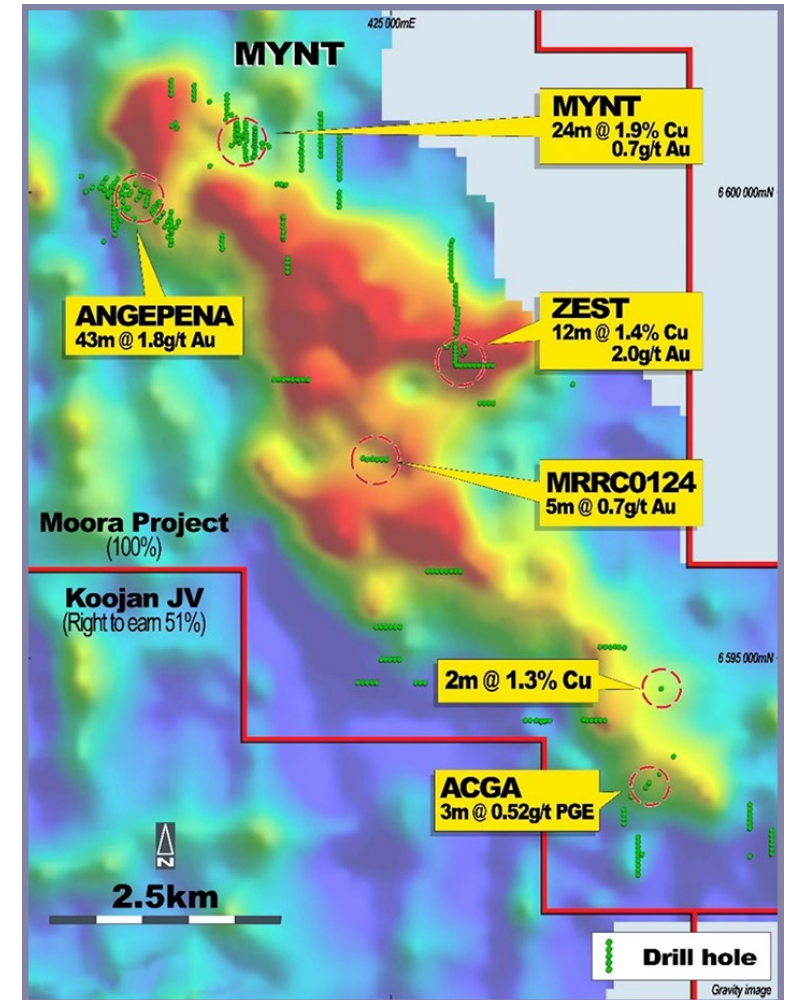 425 000mE
MYNT
MYNT
24m @ 1.9% Cu
0.7g/t Au
6 600 000mN
ANGEPENA
43m @ 1.8g/t Au
ZEST
12m @ 1.4% Cu
2.0g/t Au
MRRC0124
5m @ 0.7g/t Au
Moora Project
(100%)
Koojan JV
(Right to earn 51%)
6 595 000mN
2m @ 1.3% Cu
ACGA
3m @ 0.52g/t PGE
N
2.5km
Drill hole
Gravity image